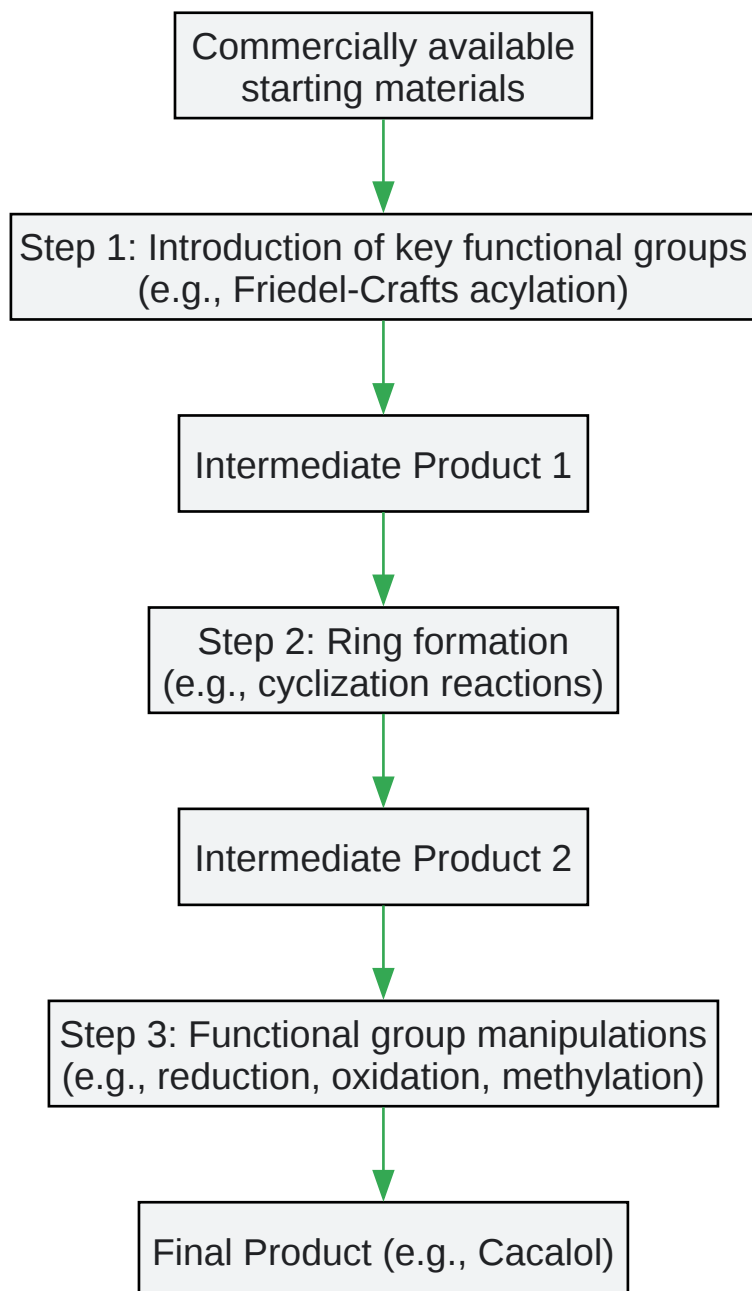 Commercially available
starting materials
Step 1: Introduction of key functional groups
(e.g., Friedel-Crafts acylation)
Intermediate Product 1
Step 2: Ring formation
(e.g., cyclization reactions)
Intermediate Product 2
Step 3: Functional group manipulations
(e.g., reduction, oxidation, methylation)
Final Product (e.g., Cacalol)